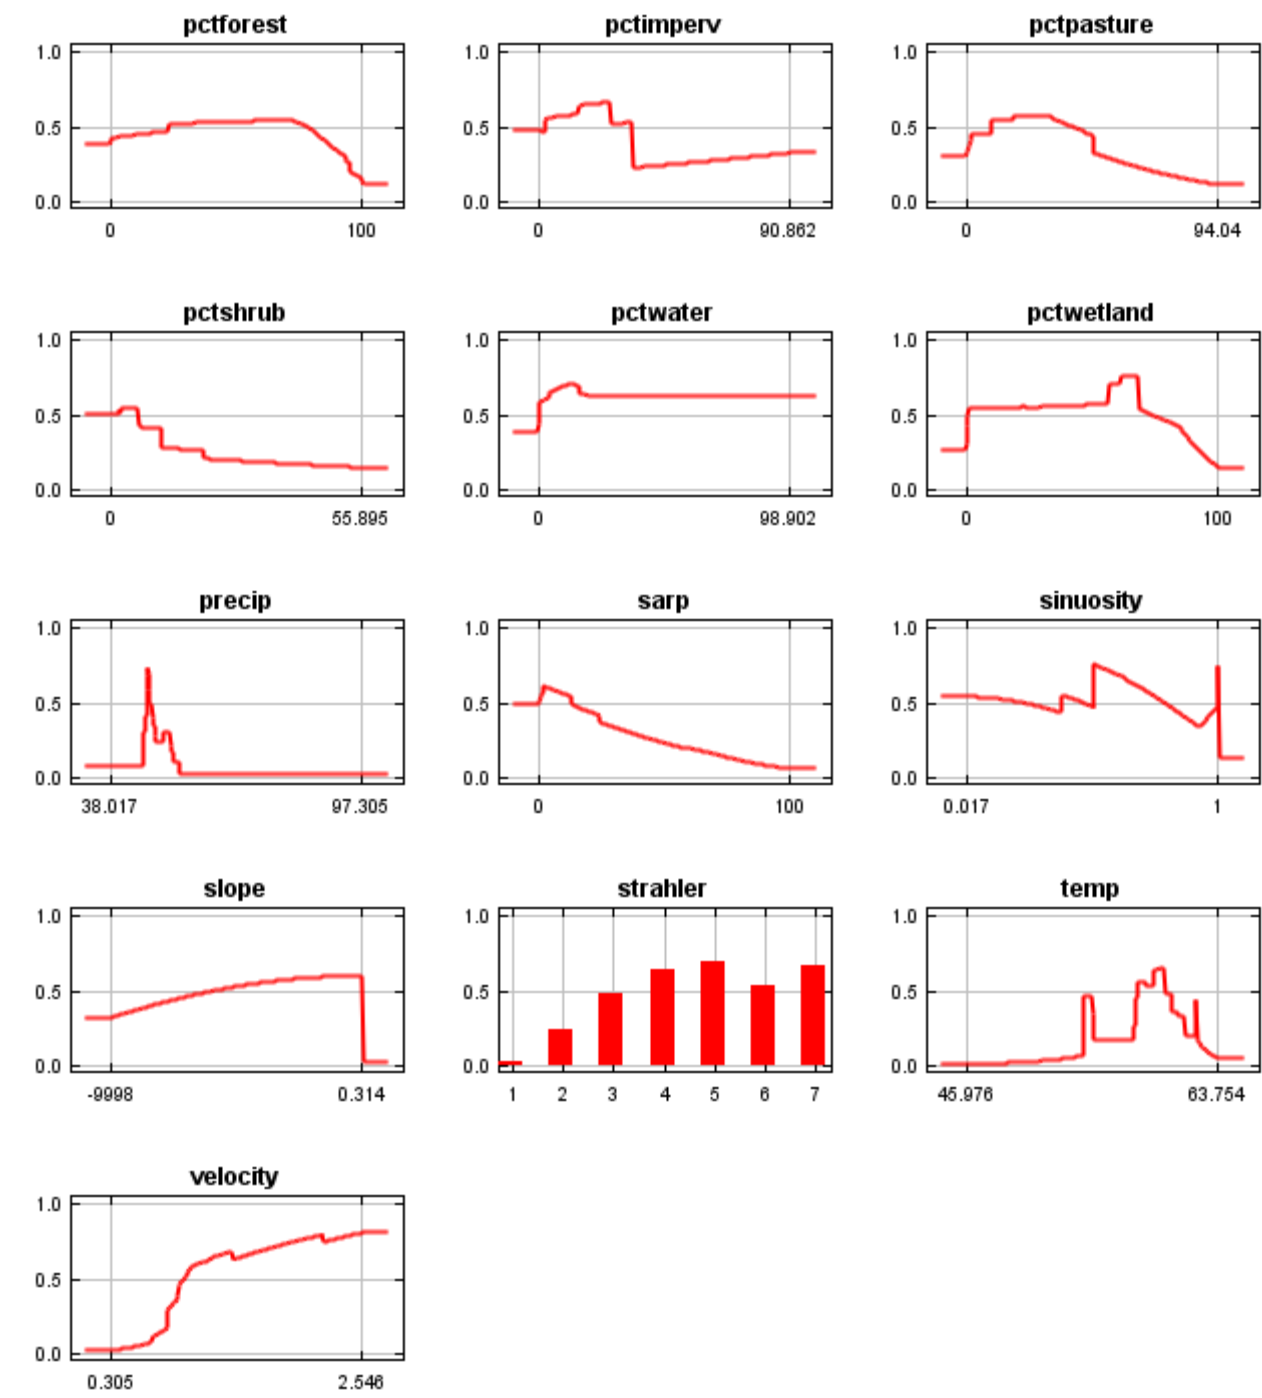 pctforest pctimperv pctpasture
1.0 1.0 1.0
0.5 0.5 0.5
0.0 0.0 0.0
0 100 0 90.862 0 94.04
pctshrub pctwater pctwetland
1.0 1.0 1.0
0.5 0.5 0.5
0.0 0.0 0.0
0 55.895 0 98.902 0 100
precip sarp sinuosity
1.0 1.0 1.0
0.5 0.5 0.5
0.0 0.0 0.0
38.017 97.305 0 100 0.017 1
slope strahler temp
1.0 1.0 1.0
0.5 0.5 0.5
0.0 0.0 0.0
-9998 0.314 1 2 3 4 5 6 7 45.976 63.754
velocity
1.0
0.5
0.0
0.305 2.546